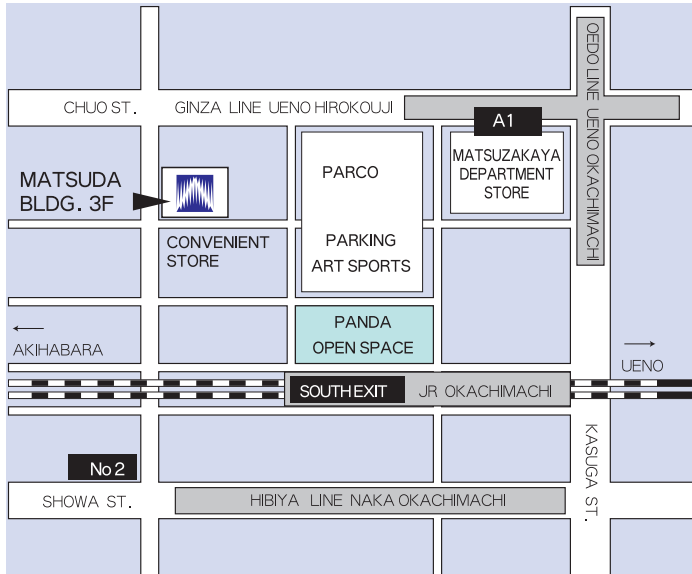 OEDO LINE UENO OKACHIMACHI
CHUO ST.
GINZA LINE UENO HIROKOUJI
A1
MATSUDA
BLDG. 3F
PARCO
MATSUZAKAYA
DEPARTMENT
STORE
CONVENIENT
STORE
PARKING
ART SPORTS
PANDA
OPEN SPACE
AKIHABARA
UENO
SOUTH EXIT
JR OKACHIMACHI
KASUGA ST.
No 2
SHOWA ST.
HIBIYA LINE NAKA OKACHIMACHI